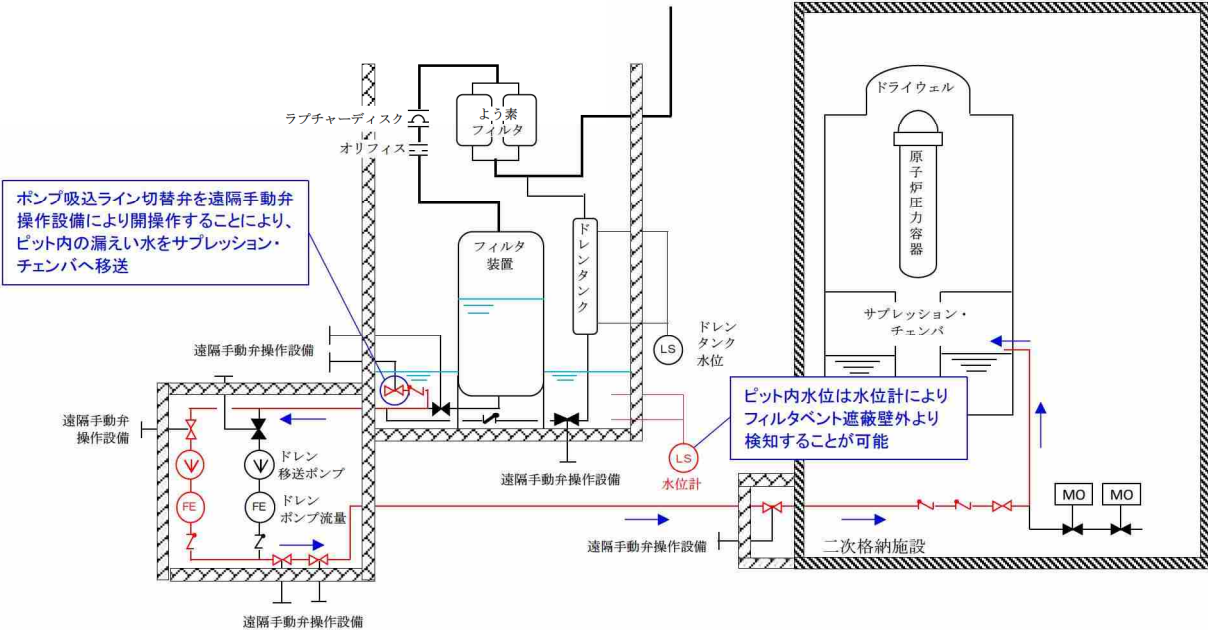 ドライウェル
ラプチャーディスク
よう素
フィルタ
オリフィス
原子炉圧力容器
ポンプ吸込ライン切替弁を遠隔手動弁
操作設備により開操作することにより、
ピット内の漏えい水をサプレッション・
チェンバへ移送
フィルタ
装置
ドレンタンク
サプレッション・
チェンバ
LS
ドレン
タンク
水位
遠隔手動弁操作設備
ピット内水位は水位計により
フィルタベント遮蔽壁外より
検知することが可能
遠隔手動弁
操作設備
ドレン
移送ポンプ
LS
水位計
遠隔手動弁操作設備
FE
FE
ドレン
ポンプ流量
MO
MO
遠隔手動弁操作設備
二次格納施設
遠隔手動弁操作設備